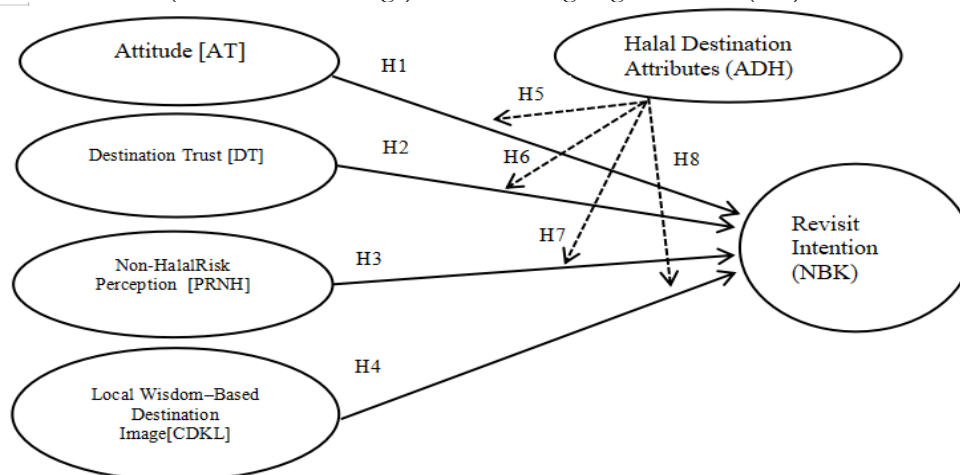 Attitude [AT]
Halal Destination
Attributes (ADH)
H1
H5
Destination Trust [DT]
H2
H6
H8
Revisit
Intention
(NBK)
H7
Non-HalalRisk
Perception [PRNH]
H3
H4
Local Wisdom–Based
Destination
Image[CDKL]